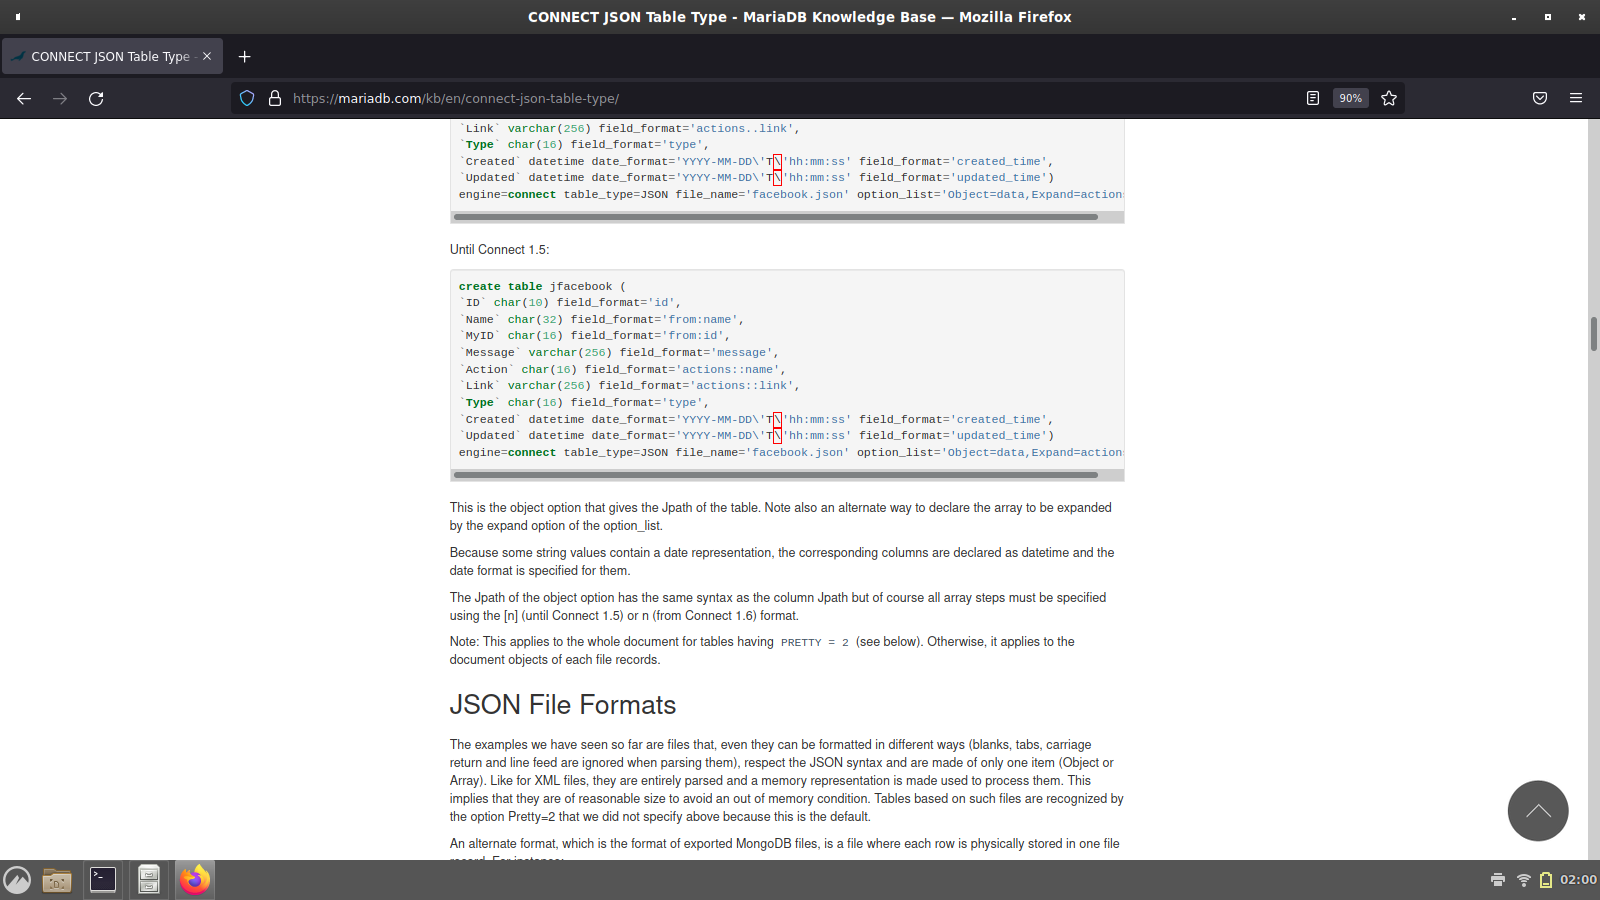 CONNECT JSON Table Type - MariaDB Knowledge Base — Mozilla Firefox
CONNECT JSON Table Type -
https://mariadb.com/kb/en/connect-json-table-type/
90%
`Link` varchar(256) field_format='actions..link',
`Type` char(16) field_format='type',
`Created` datetime date_format='YYYY-MM-DD\'T\'hh:mm:ss' field_format='created_time',
`Updated` datetime date_format='YYYY-MM-DD\'T\'hh:mm:ss' field_format='updated_time')
engine=connect table_type=JSON file_name='facebook.json' option_list='Object=data,Expand=actions
Until Connect 1.5:
create table jfacebook (
`ID` char(10) field_format='id',
`Name` char(32) field_format='from:name',
`MyID` char(16) field_format='from:id',
`Message` varchar(256) field_format='message',
`Action` char(16) field_format='actions::name',
`Link` varchar(256) field_format='actions::link',
`Type` char(16) field_format='type',
`Created` datetime date_format='YYYY-MM-DD\'T\'hh:mm:ss' field_format='created_time',
`Updated` datetime date_format='YYYY-MM-DD\'T\'hh:mm:ss' field_format='updated_time')
engine=connect table_type=JSON file_name='facebook.json' option_list='Object=data,Expand=actions
This is the object option that gives the Jpath of the table. Note also an alternate way to declare the array to be expanded
by the expand option of the option_list.
Because some string values contain a date representation, the corresponding columns are declared as datetime and the
date format is specified for them.
The Jpath of the object option has the same syntax as the column Jpath but of course all array steps must be specified
using the [n] (until Connect 1.5) or n (from Connect 1.6) format.
Note: This applies to the whole document for tables having PRETTY = 2 (see below). Otherwise, it applies to the
document objects of each file records.
JSON File Formats
The examples we have seen so far are files that, even they can be formatted in different ways (blanks, tabs, carriage
return and line feed are ignored when parsing them), respect the JSON syntax and are made of only one item (Object or
Array). Like for XML files, they are entirely parsed and a memory representation is made used to process them. This
implies that they are of reasonable size to avoid an out of memory condition. Tables based on such files are recognized by
the option Pretty=2 that we did not specify above because this is the default.
An alternate format, which is the format of exported MongoDB files, is a file where each row is physically stored in one file
record. For instance:
02:00